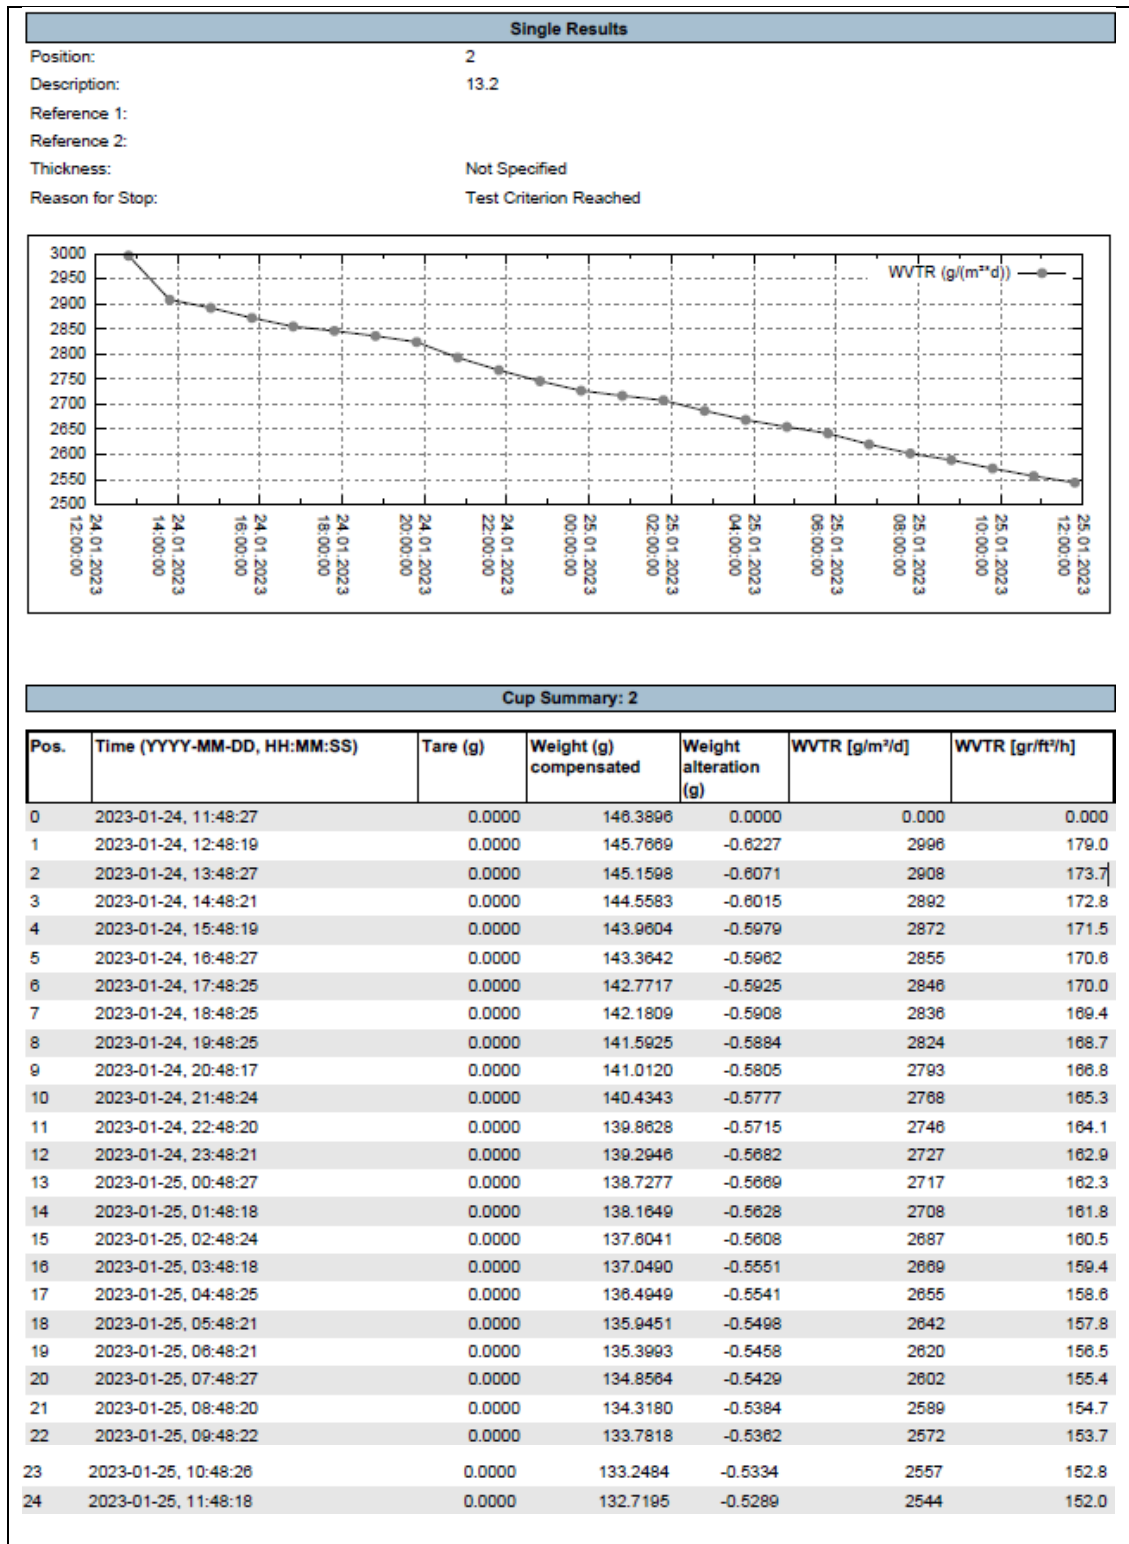 Single Results
Position: 2
Description: 13.2
Reference 1:
Reference 2:
Thickness: Not Specified
Reason for Stop: Test Criterion Reached
WVTR (g/(m²*d))
3000
2950
2900
2850
2800
2750
2700
2650
2600
2550
2500
24.01.2023 12:00:00
24.01.2023 14:00:00
24.01.2023 16:00:00
24.01.2023 18:00:00
24.01.2023 20:00:00
24.01.2023 22:00:00
25.01.2023 00:00:00
25.01.2023 02:00:00
25.01.2023 04:00:00
25.01.2023 06:00:00
25.01.2023 08:00:00
25.01.2023 10:00:00
25.01.2023 12:00:00
Cup Summary: 2
Pos. Time (YYYY-MM-DD, HH:MM:SS) Tare (g) Weight (g) compensated Weight alteration (g) WVTR [g/m²/d] WVTR [gr/ft²/h]
0 2023-01-24, 11:48:27 0.0000 146.3896 0.0000 0.000 0.000
1 2023-01-24, 12:48:19 0.0000 145.7669 -0.6227 2996 179.0
2 2023-01-24, 13:48:27 0.0000 145.1598 -0.6071 2908 173.7
3 2023-01-24, 14:48:21 0.0000 144.5583 -0.6015 2892 172.8
4 2023-01-24, 15:48:19 0.0000 143.9604 -0.5979 2872 171.5
5 2023-01-24, 16:48:27 0.0000 143.3642 -0.5962 2855 170.6
6 2023-01-24, 17:48:25 0.0000 142.7717 -0.5925 2846 170.0
7 2023-01-24, 18:48:25 0.0000 142.1809 -0.5908 2836 169.4
8 2023-01-24, 19:48:25 0.0000 141.5925 -0.5884 2824 168.7
9 2023-01-24, 20:48:17 0.0000 141.0120 -0.5805 2793 166.8
10 2023-01-24, 21:48:24 0.0000 140.4343 -0.5777 2768 165.3
11 2023-01-24, 22:48:20 0.0000 139.8628 -0.5715 2746 164.1
12 2023-01-24, 23:48:21 0.0000 139.2946 -0.5682 2727 162.9
13 2023-01-25, 00:48:27 0.0000 138.7277 -0.5669 2717 162.3
14 2023-01-25, 01:48:18 0.0000 138.1649 -0.5628 2708 161.8
15 2023-01-25, 02:48:24 0.0000 137.6041 -0.5608 2687 160.5
16 2023-01-25, 03:48:18 0.0000 137.0490 -0.5551 2669 159.4
17 2023-01-25, 04:48:25 0.0000 136.4949 -0.5541 2655 158.6
18 2023-01-25, 05:48:21 0.0000 135.9451 -0.5498 2642 157.8
19 2023-01-25, 06:48:21 0.0000 135.3993 -0.5458 2620 156.5
20 2023-01-25, 07:48:27 0.0000 134.8564 -0.5429 2602 155.4
21 2023-01-25, 08:48:20 0.0000 134.3180 -0.5384 2589 154.7
22 2023-01-25, 09:48:22 0.0000 133.7818 -0.5362 2572 153.7
23 2023-01-25, 10:48:26 0.0000 133.2484 -0.5334 2557 152.8
24 2023-01-25, 11:48:18 0.0000 132.7195 -0.5289 2544 152.0